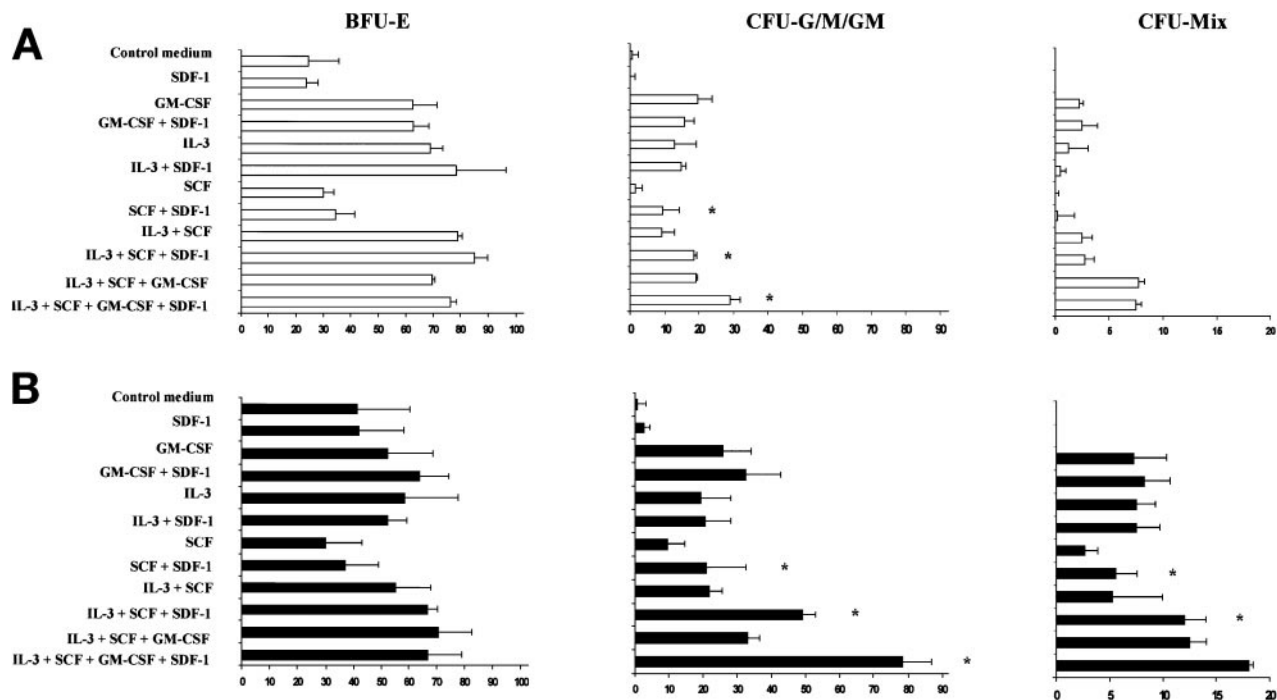 BFU-E CFU-G/M/GM CFU-Mix
A
Control medium
SDF-1
GM-CSF
GM-CSF + SDF-1
IL-3
IL-3 + SDF-1
SCF
SCF + SDF-1 *
IL-3 + SCF
IL-3 + SCF + SDF-1 *
IL-3 + SCF + GM-CSF
IL-3 + SCF + GM-CSF + SDF-1 *
0 10 20 30 40 50 60 70 80 90 100 0 10 20 30 40 50 60 70 80 90 0 5 10 15 20
B
Control medium
SDF-1
GM-CSF
GM-CSF + SDF-1
IL-3
IL-3 + SDF-1
SCF
SCF + SDF-1 * *
IL-3 + SCF
IL-3 + SCF + SDF-1 * *
IL-3 + SCF + GM-CSF
IL-3 + SCF + GM-CSF + SDF-1 *
0 10 20 30 40 50 60 70 80 90 100 0 10 20 30 40 50 60 70 80 90 0 5 10 15 20